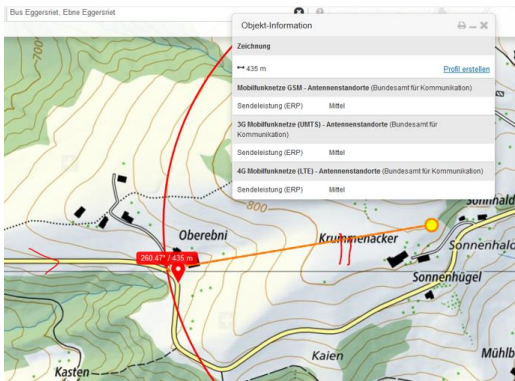 Bus Eggersriet, Ebne Eggersriet
Objekt-Information
Zeichnung
435 m
Profil erstellen
Mobilfunknetze GSM - Antennenstandorte (Bundesamt für Kommunikation)
Sendeleistung (ERP) Mittel
3G Mobilfunknetze (UMTS) - Antennenstandorte (Bundesamt für
Kommunikation)
Sendeleistung (ERP) Mittel
4G Mobilfunknetze (LTE) - Antennenstandorte (Bundesamt für Kommunikation)
Sendeleistung (ERP) Mittel
700
800
Sonnhald
Oberebni
Krummenacker
Sonnenhald
260.47° / 435 m
Sonnenhügel
Kaien
Mühlb
Kasten